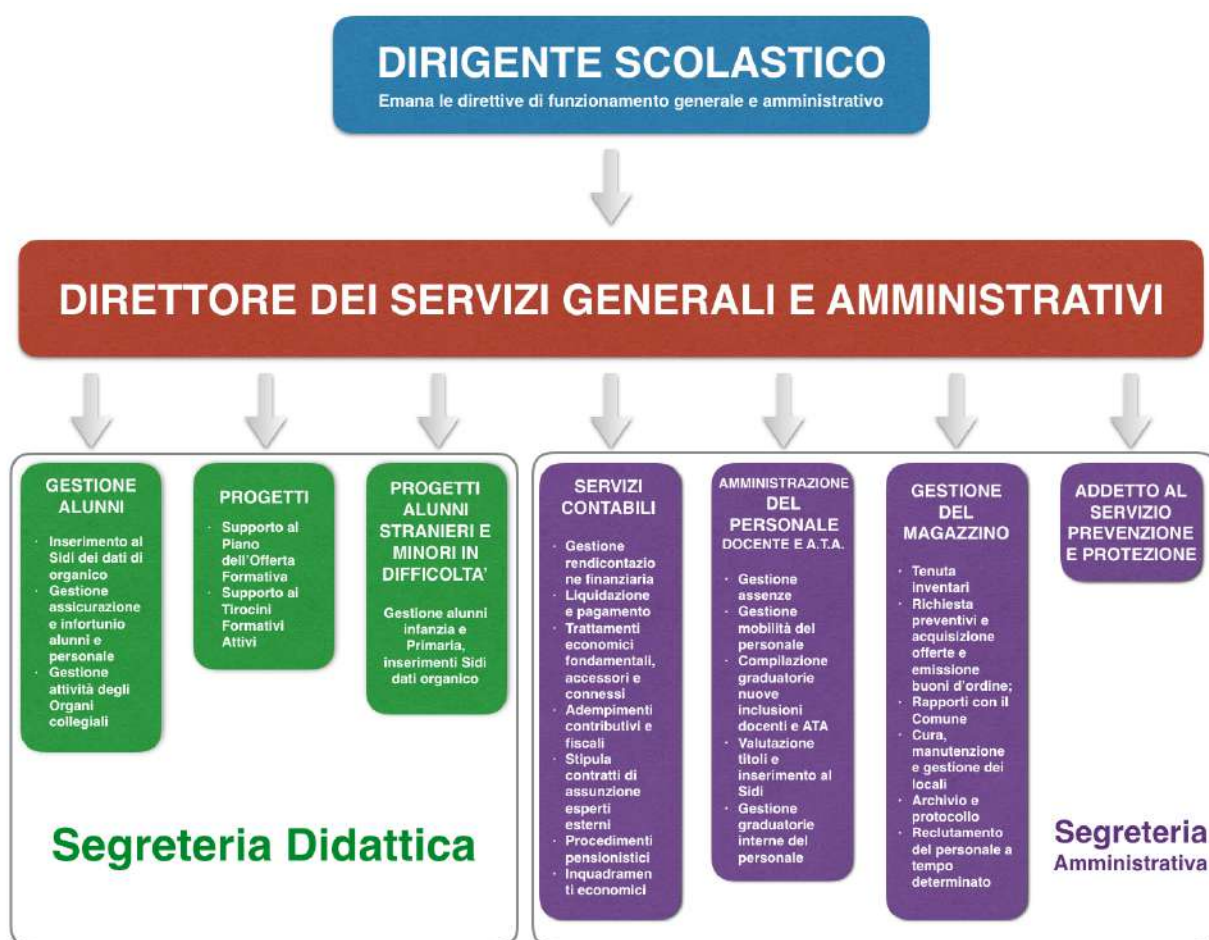 DIRIGENTE SCOLASTICO
Emana le direttive di funzionamento generale e amministrativo
DIRETTORE DEI SERVIZI GENERALI E AMMINISTRATIVI
GESTIONE
ALUNNI
· Inserimento al
Sidi dei dati di
organico
· Gestione
assicurazione
e infortunio
alunni e
personale
· Gestione
attività degli
Organi
collegiali
PROGETTI
· Supporto al
Piano
dell'Offerta
Formativa
· Supporto ai
Tirocini
Formativi
Attivi
PROGETTI
ALUNNI
STRANIERI E
MINORI IN
DIFFICOLTA'
Gestione alunni
infanzia e
Primaria,
inserimenti Sidi
dati organico
Segreteria Didattica
SERVIZI
CONTABILI
· Gestione
rendicontazio
ne finanziaria
· Liquidazione
e pagamento
· Trattamenti
economici
fondamentali,
accessori e
connessi
· Adempimenti
contributivi e
fiscali
· Stipula
contratti di
assunzione
esperti
esterni
· Procedimenti
pensionistici
· Inquadramen
ti economici
AMMINISTRAZIONE
DEL
PERSONALE
DOCENTE E A.T.A.
· Gestione
assenze
· Gestione
mobilità del
personale
· Compilazione
graduatorie
nuove
inclusioni
docenti e ATA
· Valutazione
titoli e
inserimento al
Sidi
· Gestione
graduatorie
interne del
personale
GESTIONE
DEL
MAGAZZINO
· Tenuta
inventari
· Richiesta
preventivi e
acquisizione
offerte e
emissione
buoni d'ordine;
· Rapporti con il
Comune
· Cura,
manutenzione
e gestione dei
locali
· Archivio e
protocollo
· Reclutamento
del personale a
tempo
determinato
ADDETTO AL
SERVIZIO
PREVENZIONE
E PROTEZIONE
Segreteria
Amministrativa